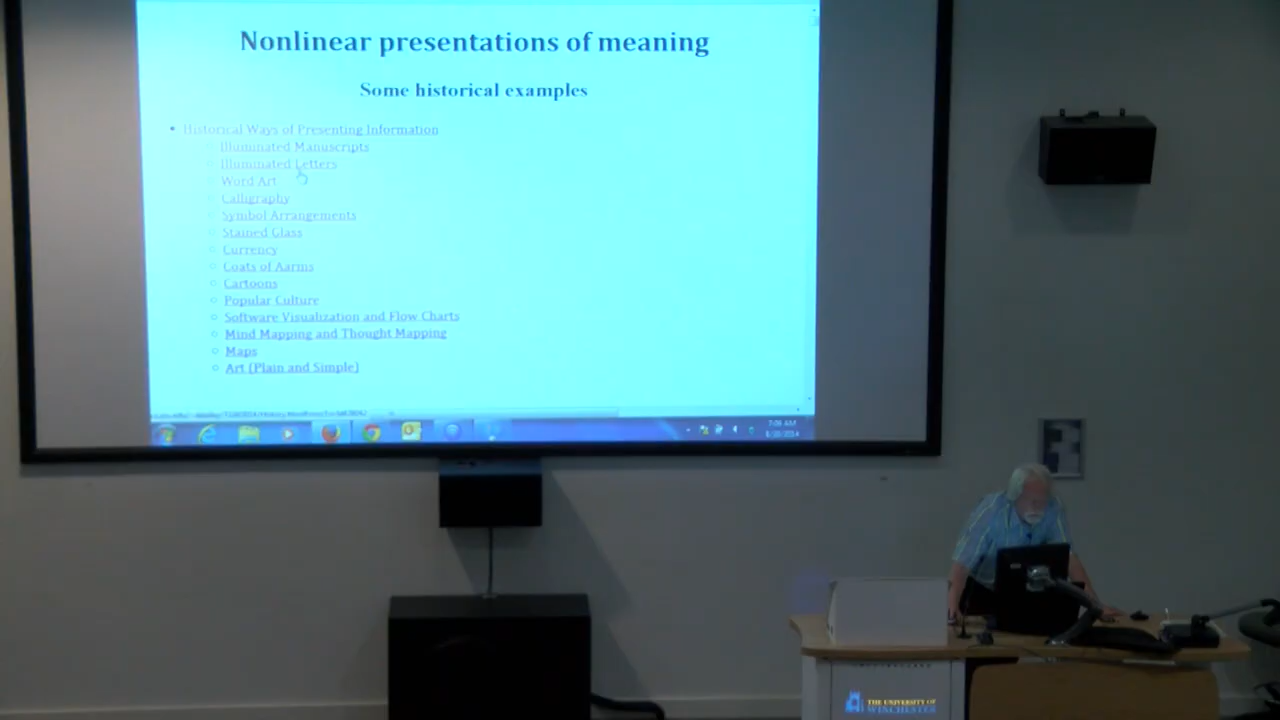 Nonlinear presentations of meaning
Some historical examples
Historical Ways of Presenting Information
Illuminated Manuscripts
Illuminated Letters
Word Art
Calligraphy
Symbol Arrangements
Stained Glass
Currency
Coats of Aarms
Cartoons
Popular Culture
Software Visualization and Flow Charts
Mind Mapping and Thought Mapping
Maps
Art (Plain and Simple)
THE UNIVERSITY OF
WINCHESTER